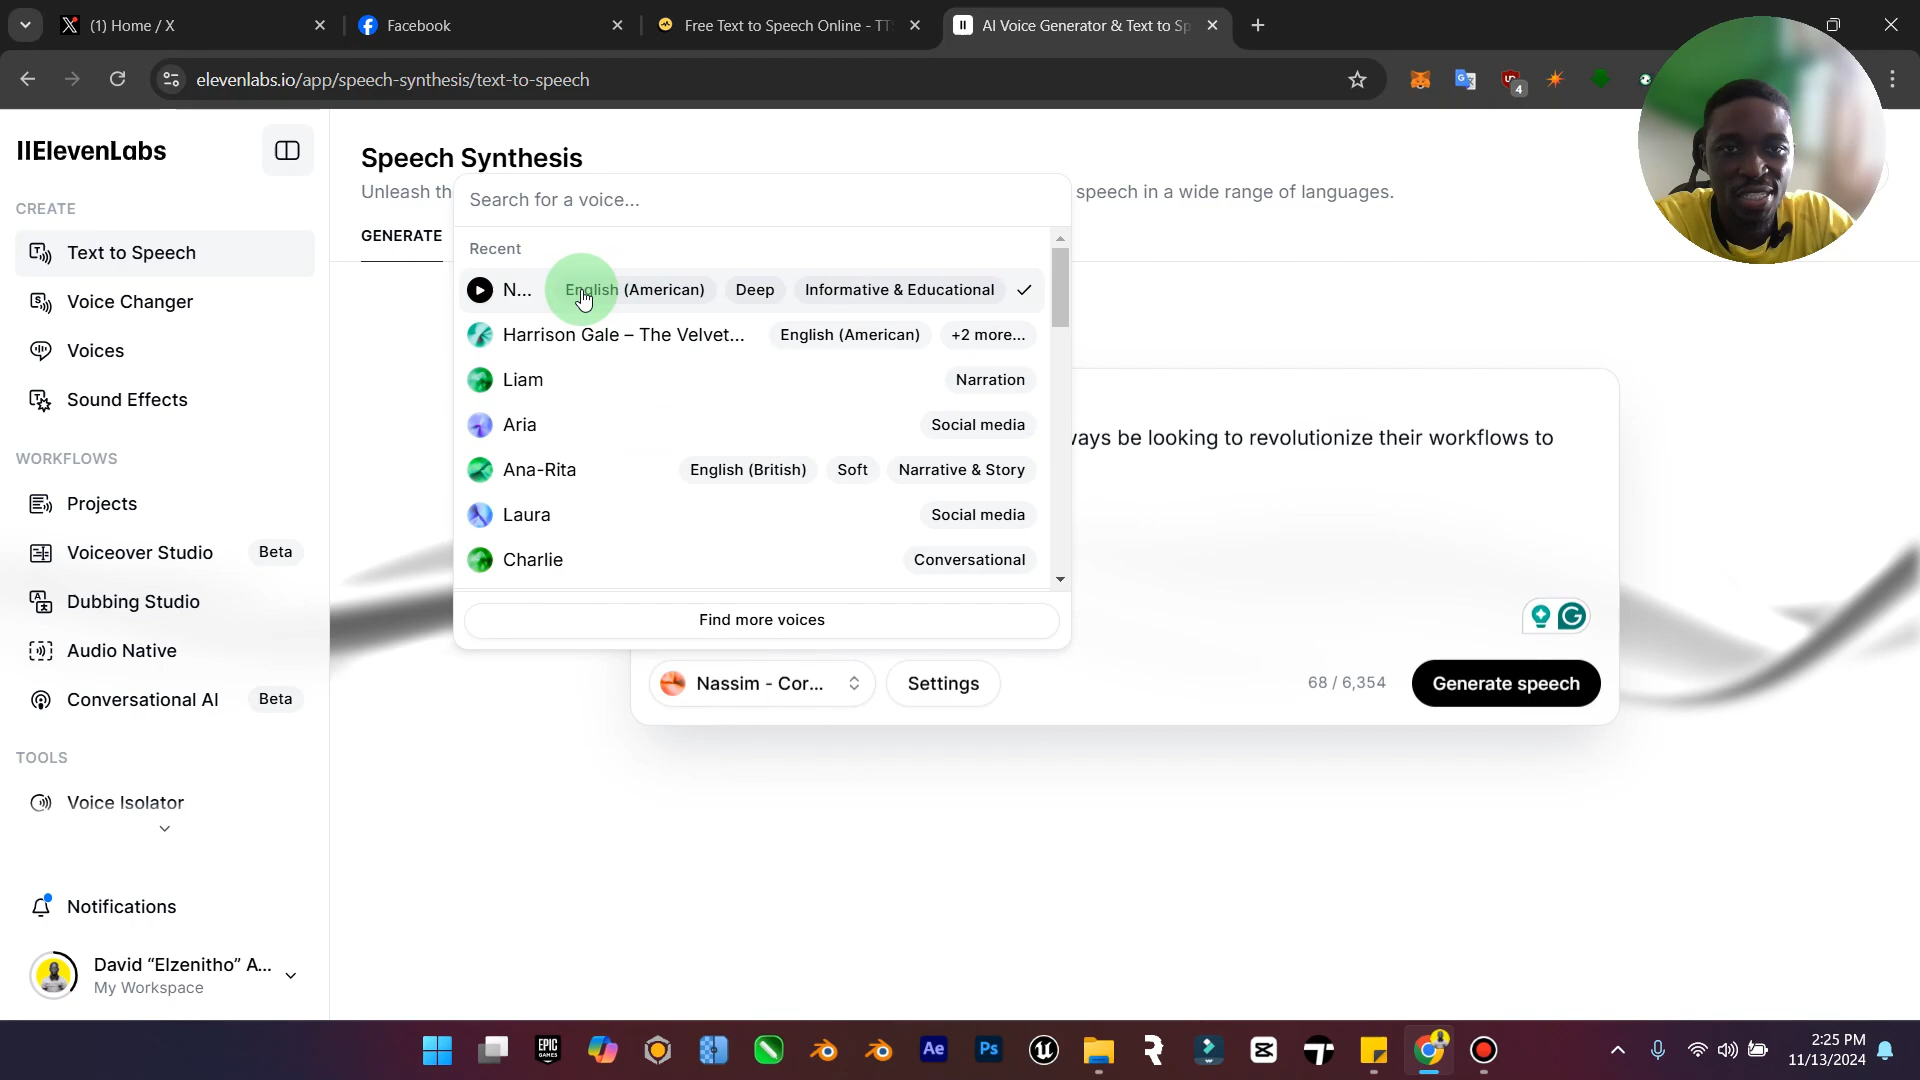 (1) Home / X
Facebook
Free Text to Speech Online - TT
AI Voice Generator & Text to Sp
elevenlabs.io/app/speech-synthesis/text-to-speech
4
IIElevenLabs
CREATE
Text to Speech
Voice Changer
Voices
Sound Effects
WORKFLOWS
Projects
Voiceover Studio Beta
Dubbing Studio
Audio Native
Conversational AI Beta
TOOLS
Voice Isolator
Notifications
David “Elzenitho” A...
My Workspace
Speech Synthesis
Unleash th
speech in a wide range of languages.
GENERATE
Search for a voice...
Recent
N... English (American) Deep Informative & Educational
Harrison Gale – The Velvet... English (American) +2 more...
Liam Narration
Aria Social media
Ana-Rita English (British) Soft Narrative & Story
Laura Social media
Charlie Conversational
Find more voices
ways be looking to revolutionize their workflows to
Nassim - Cor... Settings 68 / 6,354 Generate speech
EPIC
GAMES
Ae
Ps
2:25 PM
11/13/2024